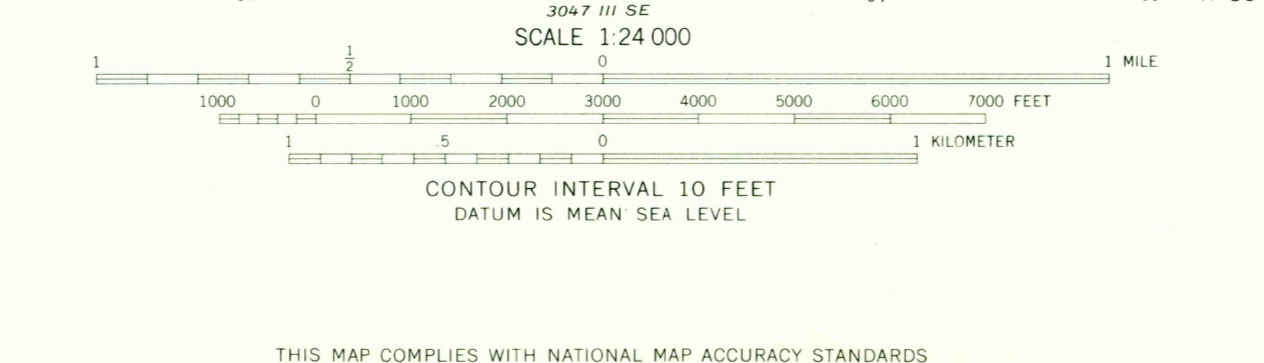 3047 III SE
SCALE 1:24 000
1 1/2 0 1 MILE
1000 0 1000 2000 3000 4000 5000 6000 7000 FEET
1 .5 0 1 KILOMETER
CONTOUR INTERVAL 10 FEET
DATUM IS MEAN SEA LEVEL
THIS MAP COMPLIES WITH NATIONAL MAP ACCURACY STANDARDS